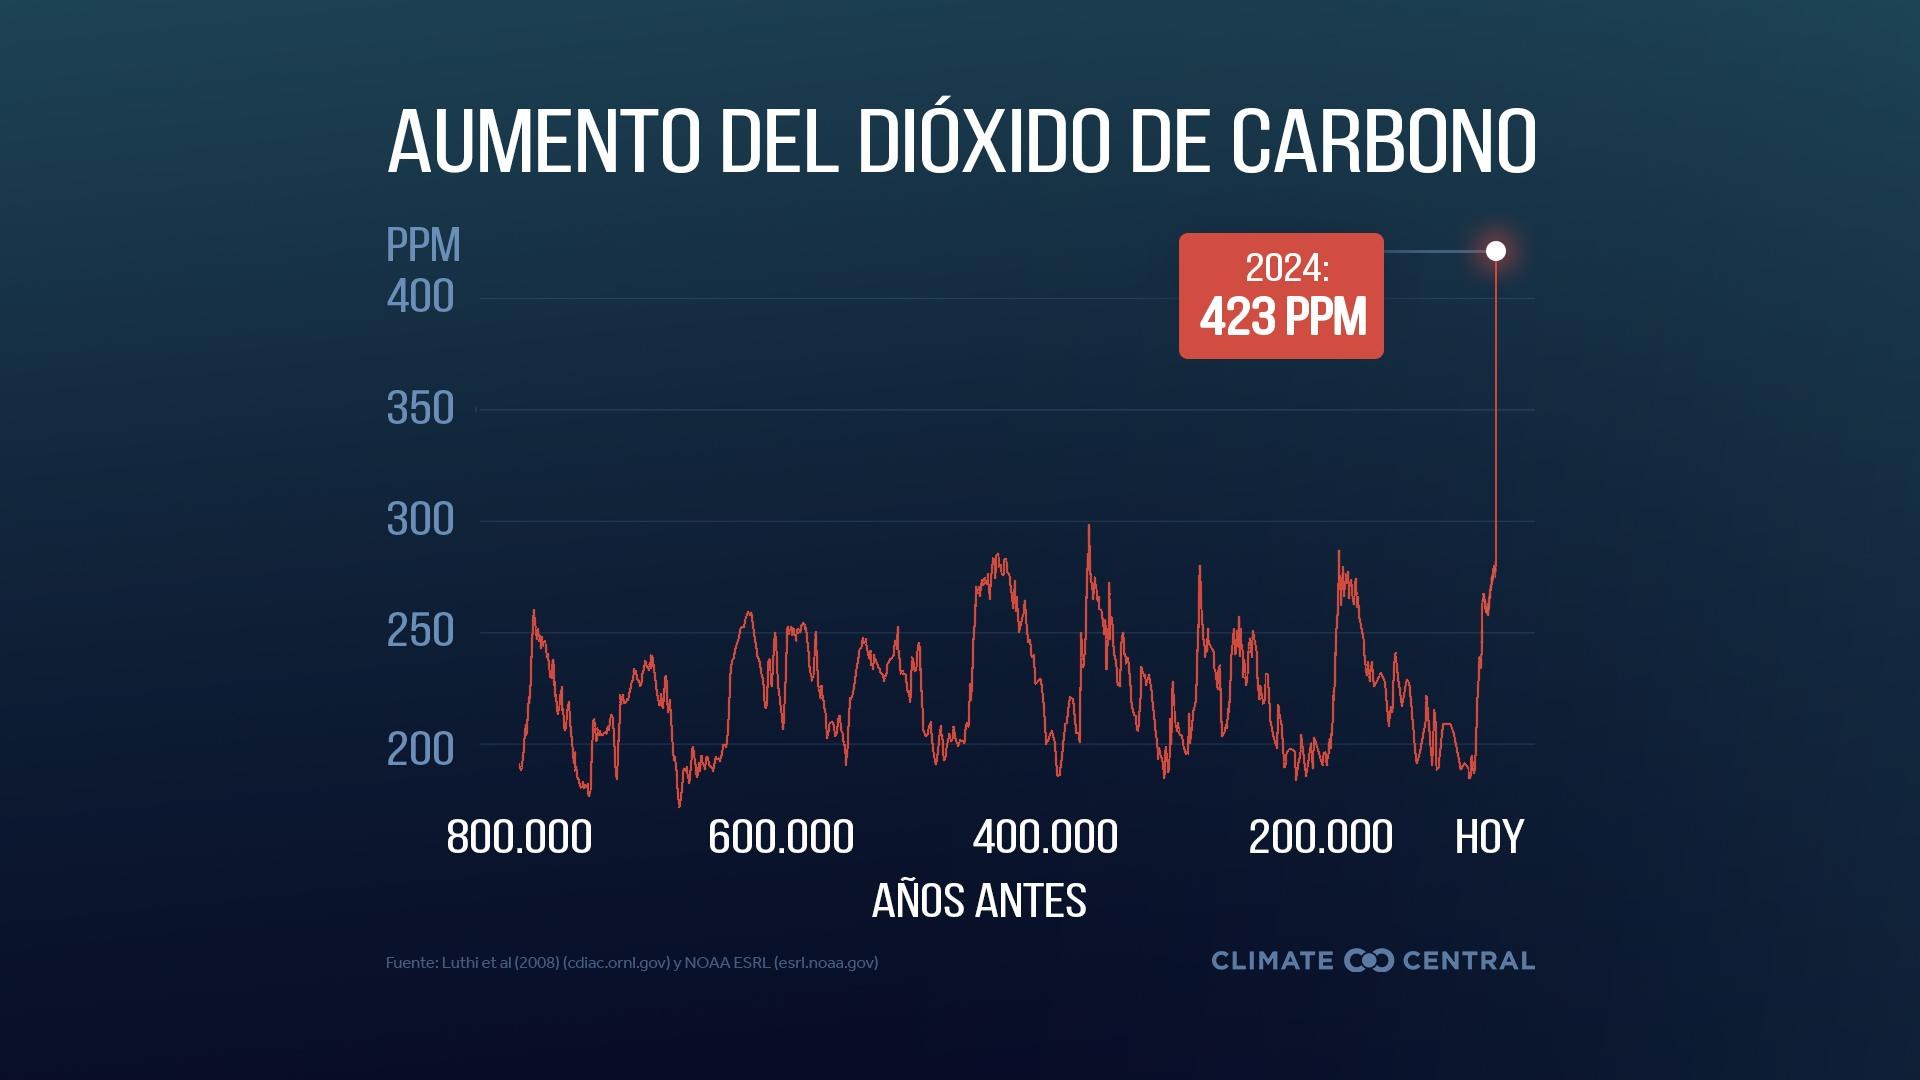 AUMENTO DEL DIÓXIDO DE CARBONO
PPM
400
350
300
250
200
2024:
423 PPM
800.000 600.000 400.000 200.000 HOY
AÑOS ANTES
Fuente: Luthi et al (2008) (cdiac.ornl.gov) y NOAA ESRL (esrl.noaa.gov)
CLIMATE CENTRAL